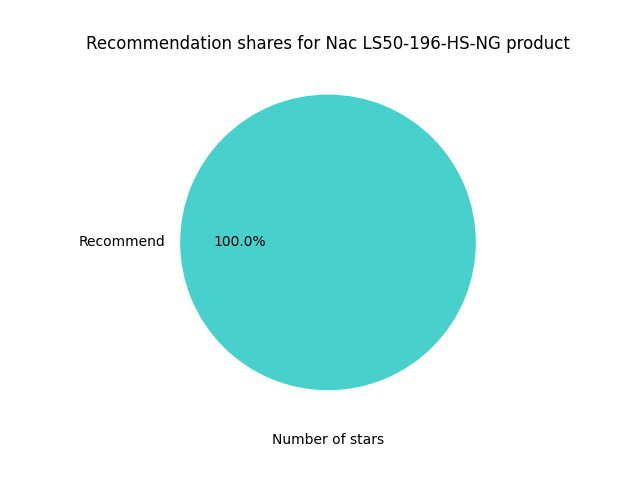 Recommendation shares for Nac LS50-196-HS-NG product
Recommend
100.0%
Number of stars